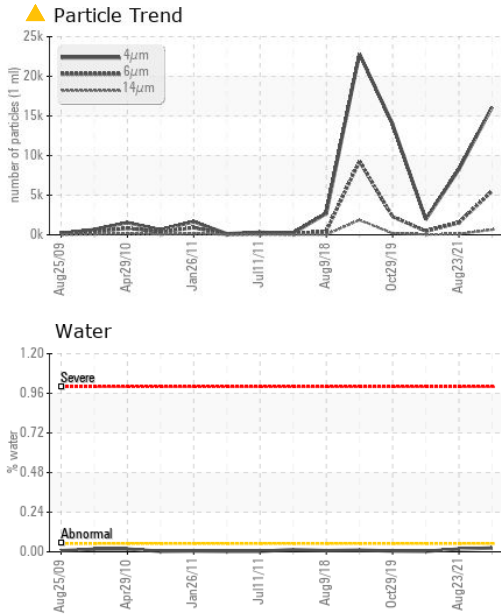 Particle Trend
25k
20k
15k
10k
5k
0k
number of particles (1 ml)
4µm
6µm
14µm
Aug25/09
Apr29/10
Jan26/11
Jul11/11
Aug9/18
Oct29/19
Aug23/21
Water
1.20
0.96
0.72
0.48
0.24
0.00
% water
Severe
Abnormal
Aug25/09
Apr29/10
Jan26/11
Jul11/11
Aug9/18
Oct29/19
Aug23/21